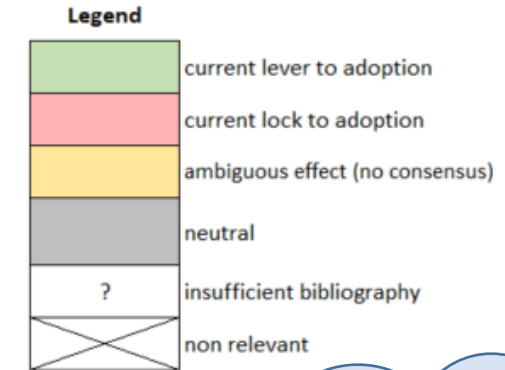 Legend
current lever to adoption
current lock to adoption
ambiguous effect (no consensus)
neutral
? insufficient bibliography
non relevant